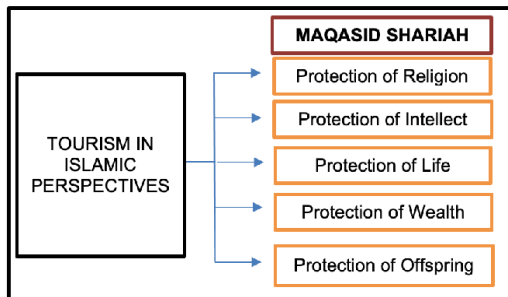 MAQASID SHARIAH
Protection of Religion
Protection of Intellect
TOURISM IN
ISLAMIC
PERSPECTIVES
Protection of Life
Protection of Wealth
Protection of Offspring